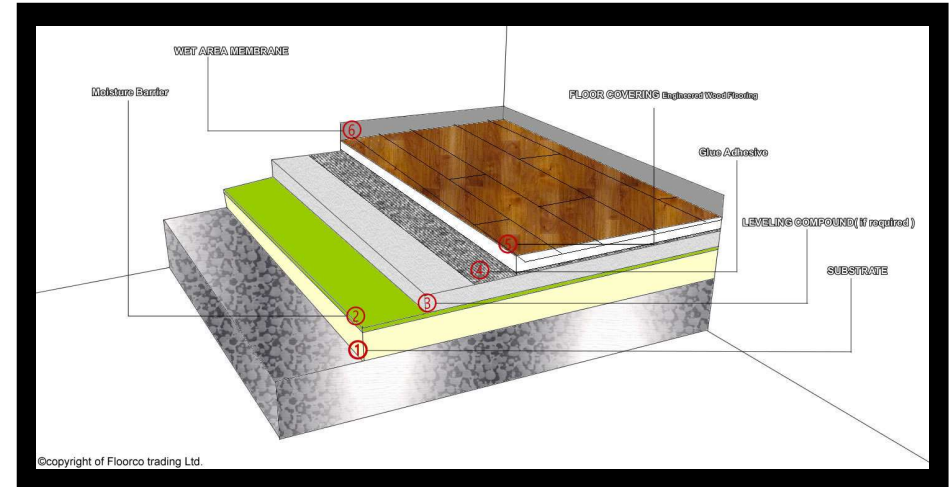 WET AREA MEMBRANE
Moisture Barrier
FLOOR COVERING Engineered Wood Flooring
Glue Adhesive
LEVELING COMPOUND( if required )
SUBSTRATE
6
5
4
3
2
1
©copyright of Floorco trading Ltd.